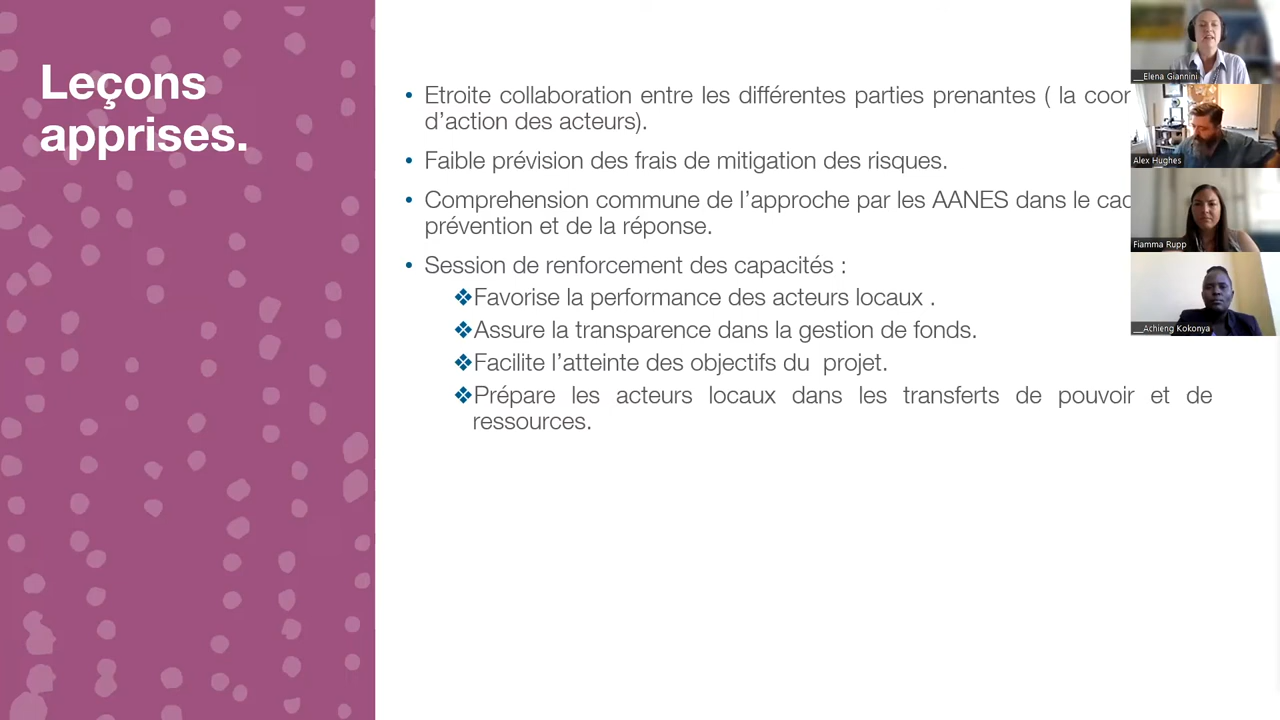 Leçons
apprises.
Etroite collaboration entre les différentes parties prenantes ( la coor
d’action des acteurs).
Faible prévision des frais de mitigation des risques.
Comprehension commune de l’approche par les AANES dans le cad
prévention et de la réponse.
Session de renforcement des capacités :
❖Favorise la performance des acteurs locaux .
❖Assure la transparence dans la gestion de fonds.
❖Facilite l’atteinte des objectifs du projet.
❖Prépare les acteurs locaux dans les transferts de pouvoir et de
ressources.
__Elena Giannini
Alex Hughes
Fiamma Rupp
__Achieng Kokonya